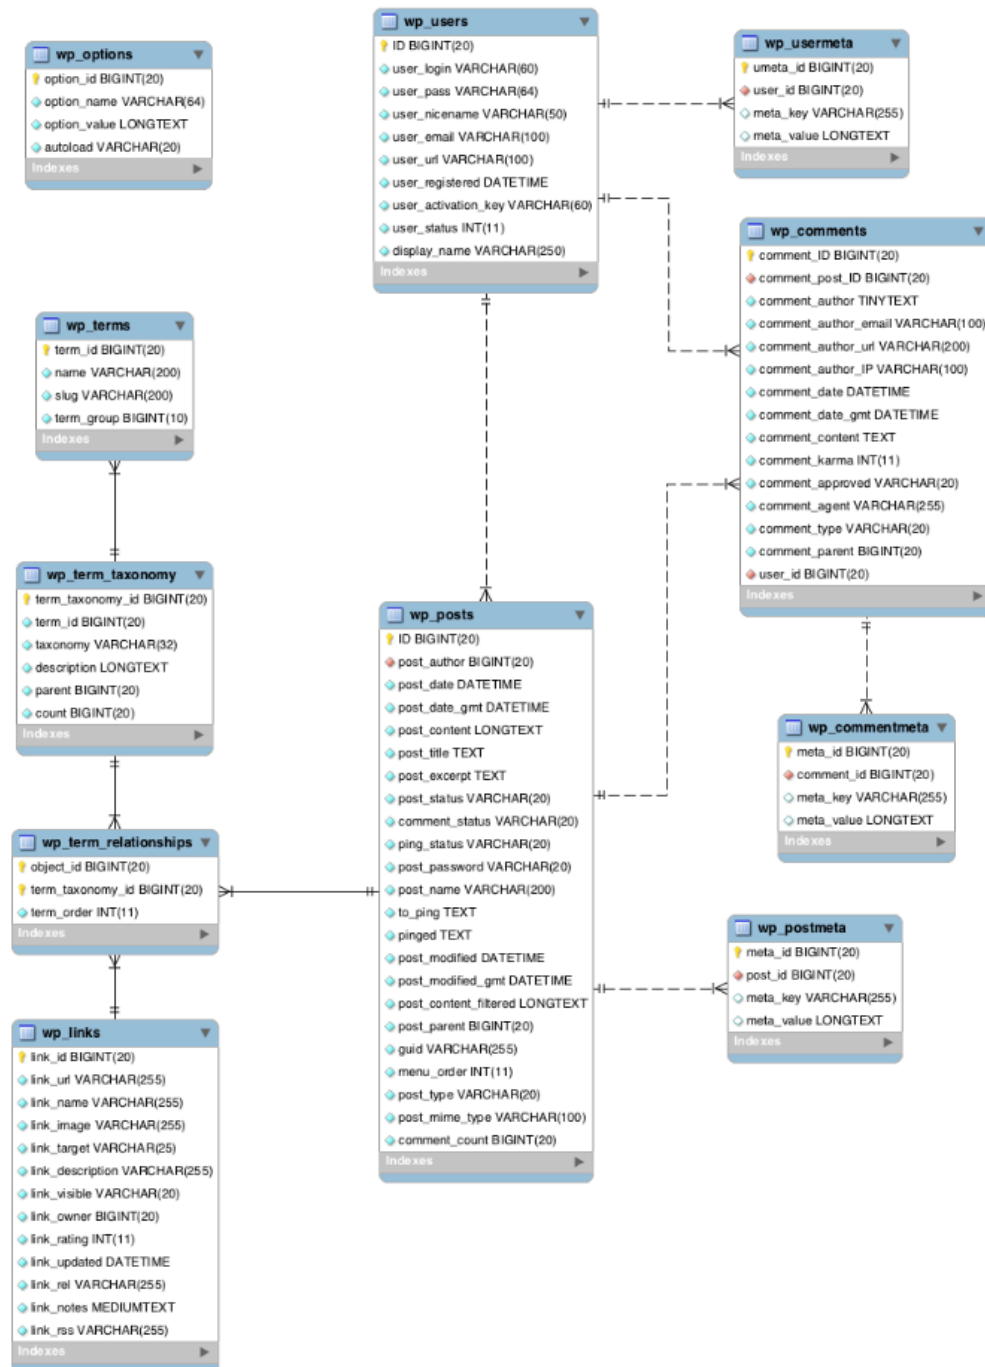 wp_options
option_id BIGINT(20)
option_name VARCHAR(64)
option_value LONGTEXT
autoload VARCHAR(20)
Indexes
wp_users
ID BIGINT(20)
user_login VARCHAR(60)
user_pass VARCHAR(64)
user_nicename VARCHAR(50)
user_email VARCHAR(100)
user_url VARCHAR(100)
user_registered DATETIME
user_activation_key VARCHAR(60)
user_status INT(11)
display_name VARCHAR(250)
Indexes
wp_usermeta
umeta_id BIGINT(20)
user_id BIGINT(20)
meta_key VARCHAR(255)
meta_value LONGTEXT
Indexes
wp_comments
comment_ID BIGINT(20)
comment_post_ID BIGINT(20)
comment_author TINYTEXT
comment_author_email VARCHAR(100)
comment_author_url VARCHAR(200)
comment_author_IP VARCHAR(100)
comment_date DATETIME
comment_date_gmt DATETIME
comment_content TEXT
comment_karma INT(11)
comment_approved VARCHAR(20)
comment_agent VARCHAR(255)
comment_type VARCHAR(20)
comment_parent BIGINT(20)
user_id BIGINT(20)
Indexes
wp_terms
term_id BIGINT(20)
name VARCHAR(200)
slug VARCHAR(200)
term_group BIGINT(10)
Indexes
wp_term_taxonomy
term_taxonomy_id BIGINT(20)
term_id BIGINT(20)
taxonomy VARCHAR(32)
description LONGTEXT
parent BIGINT(20)
count BIGINT(20)
Indexes
wp_posts
ID BIGINT(20)
post_author BIGINT(20)
post_date DATETIME
post_date_gmt DATETIME
post_content LONGTEXT
post_title TEXT
post_excerpt TEXT
post_status VARCHAR(20)
comment_status VARCHAR(20)
ping_status VARCHAR(20)
post_password VARCHAR(20)
post_name VARCHAR(200)
to_ping TEXT
pinged TEXT
post_modified DATETIME
post_modified_gmt DATETIME
post_content_filtered LONGTEXT
post_parent BIGINT(20)
guid VARCHAR(255)
menu_order INT(11)
post_type VARCHAR(20)
post_mime_type VARCHAR(100)
comment_count BIGINT(20)
Indexes
wp_commentmeta
meta_id BIGINT(20)
comment_id BIGINT(20)
meta_key VARCHAR(255)
meta_value LONGTEXT
Indexes
wp_term_relationships
object_id BIGINT(20)
term_taxonomy_id BIGINT(20)
term_order INT(11)
Indexes
wp_postmeta
meta_id BIGINT(20)
post_id BIGINT(20)
meta_key VARCHAR(255)
meta_value LONGTEXT
Indexes
wp_links
link_id BIGINT(20)
link_url VARCHAR(255)
link_name VARCHAR(255)
link_image VARCHAR(255)
link_target VARCHAR(25)
link_description VARCHAR(255)
link_visible VARCHAR(20)
link_owner BIGINT(20)
link_rating INT(11)
link_updated DATETIME
link_rel VARCHAR(255)
link_notes MEDIUMTEXT
link_rss VARCHAR(255)
Indexes